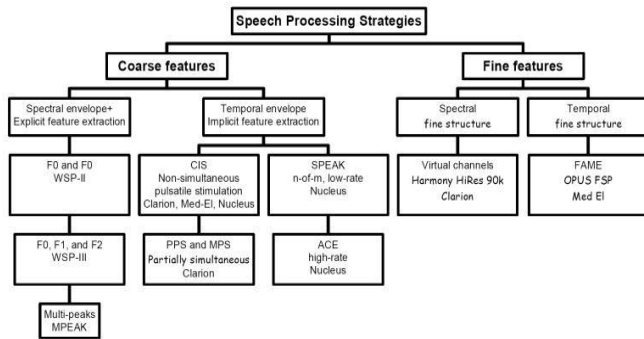 Speech Processing Strategies
Coarse features
Fine features
Spectral envelope+
Explicit feature extraction
Temporal envelope
Implicit feature extraction
Spectral
fine structure
Temporal
fine structure
F0 and F0
WSP-II
CIS
Non-simultaneous
pulsatile stimulation
Clarion, Med-El, Nucleus
SPEAK
n-of-m, low-rate
Nucleus
Virtual channels
Harmony HiRes 90k
Clarion
FAME
OPUS FSP
Med El
F0, F1, and F2
WSP-III
PPS and MPS
Partially simultaneous
Clarion
ACE
high-rate
Nucleus
Multi-peaks
MPEAK